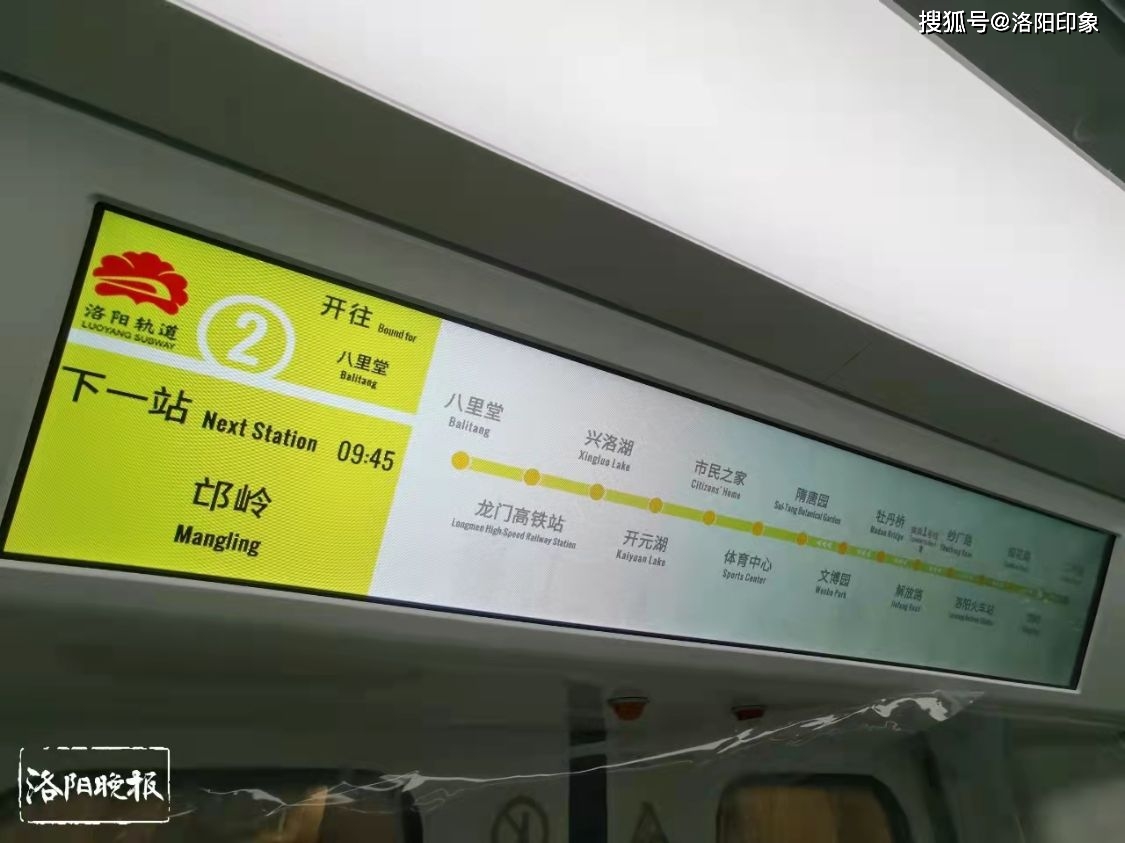 搜狐号@洛阳印象
洛阳轨道
LUOYANG SUBWAY
2
开往 Bound for
八里堂
Balitang
下一站 Next Station 09:45
邙岭
Mangling
八里堂
Balitang
龙门高铁站
Longmen High-Speed Railway Station
兴洛湖
Xingluo Lake
开元湖
Kaiyuan Lake
市民之家
Citizens' Home
体育中心
Sports Center
隋唐园
Sui-Tang Botanical Garden
文博园
Wenbo Park
牡丹桥
Mudan Bridge
解放路
Jiefang Road
纱厂路
洛阳火车站
洛阳晚报